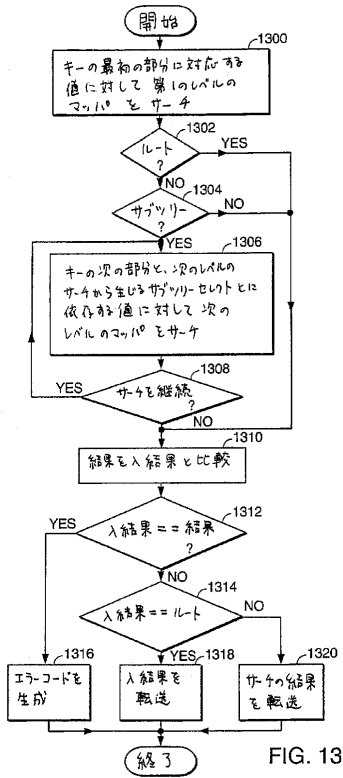 開始
1300
キーの最初の部分に対応する
値に対して 第1のレベルの
マッパ を サーチ
1302
ルート
?
YES
NO
1304
サブツリー
?
NO
YES
1306
キーの次の部分と、次のレベルの
サーチから生じるサブツリーセレクトとに
依存する値に対して次の
レベルのマッパをサーチ
1308
サーチを継続
?
YES
NO
1310
結果を入結果と比較
1312
YES
入結果==結果
?
NO
1314
入結果==ルート
NO
YES
1316
エラーコードを
生成
1318
入結果を
転送
1320
サーチの結果
を転送
終了
FIG. 13